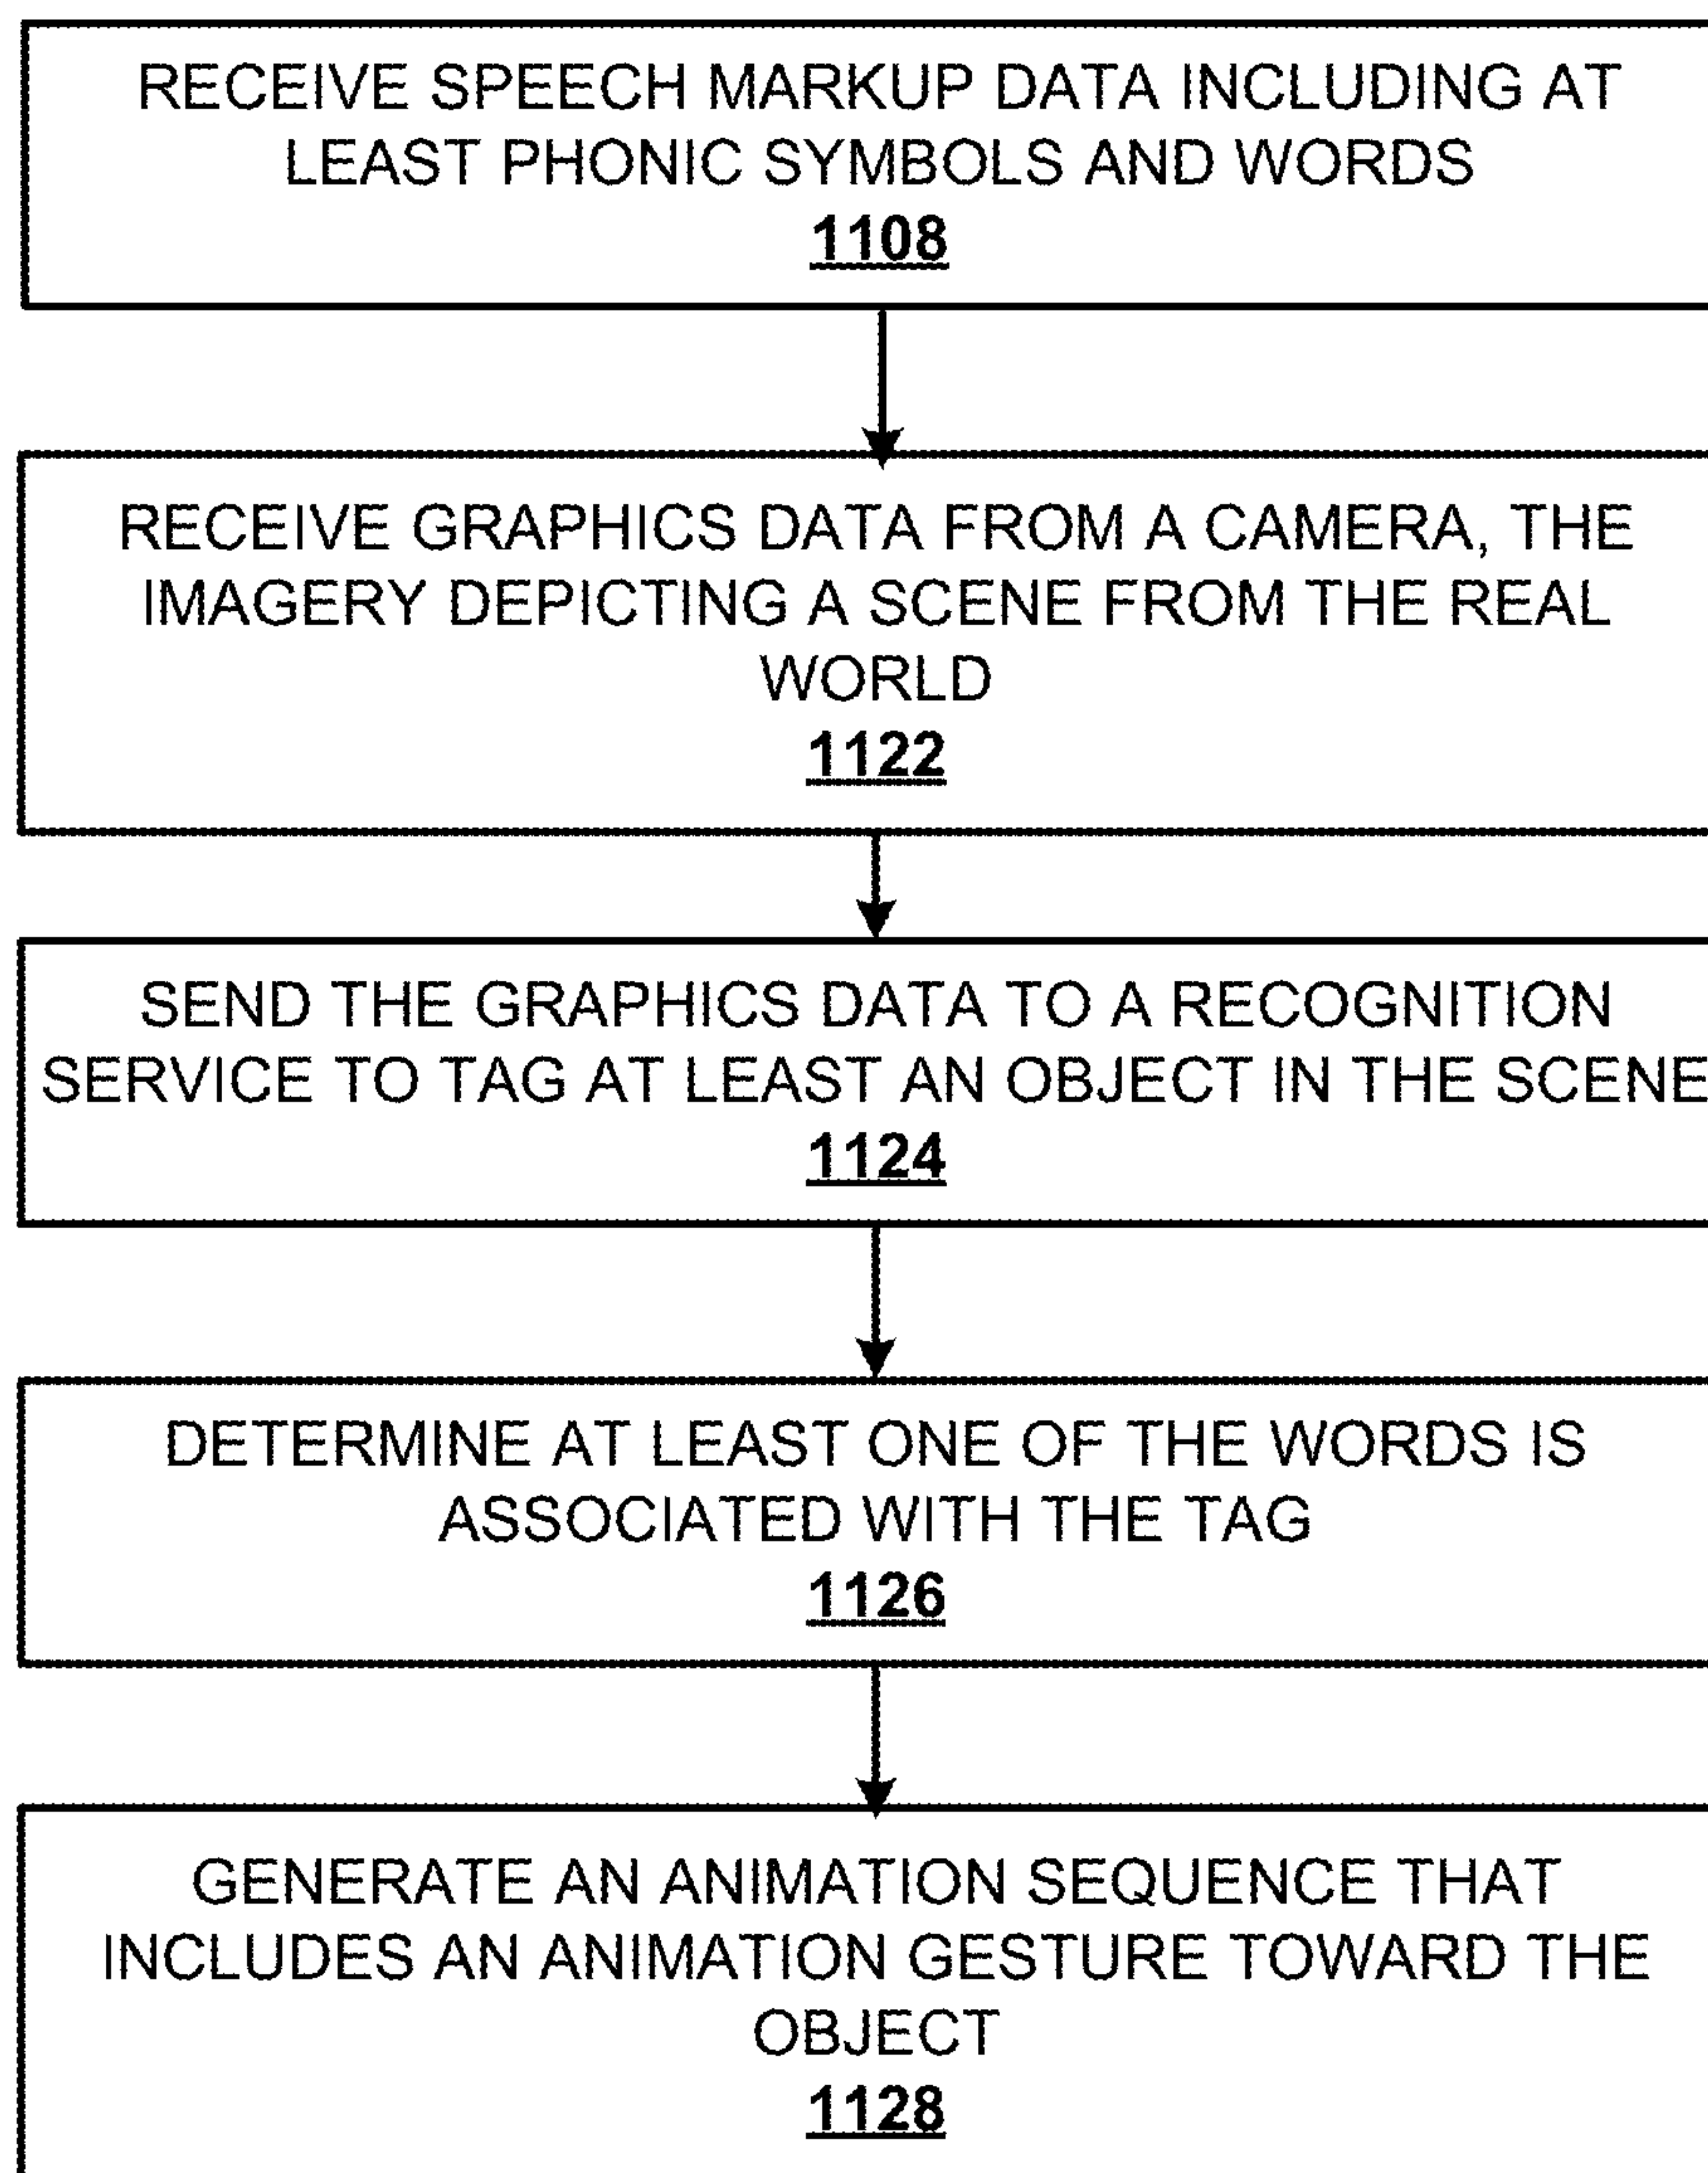 RECEIVE SPEECH MARKUP DATA INCLUDING AT
LEAST PHONIC SYMBOLS AND WORDS
1108
RECEIVE GRAPHICS DATA FROM A CAMERA, THE
IMAGERY DEPICTING A SCENE FROM THE REAL
WORLD
1122
SEND THE GRAPHICS DATA TO A RECOGNITION
SERVICE TO TAG AT LEAST AN OBJECT IN THE SCENE
1124
DETERMINE AT LEAST ONE OF THE WORDS IS
ASSOCIATED WITH THE TAG
1126
GENERATE AN ANIMATION SEQUENCE THAT
INCLUDES AN ANIMATION GESTURE TOWARD THE
OBJECT
1128